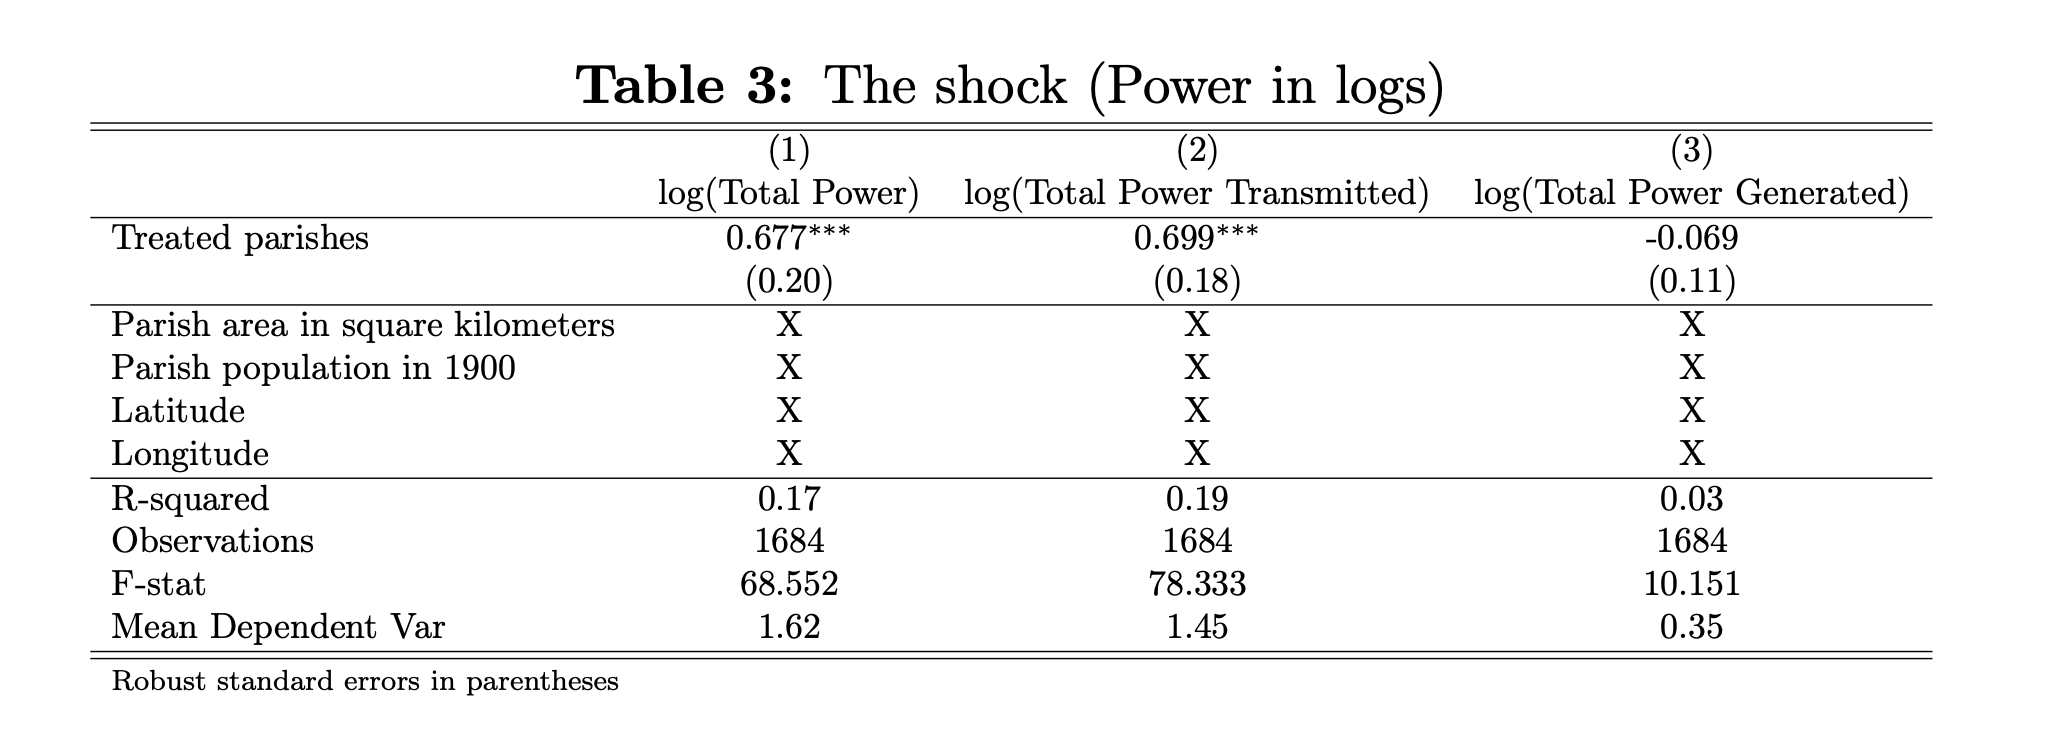 Table 3: The shock (Power in logs)
(1) (2) (3)
log(Total Power) log(Total Power Transmitted) log(Total Power Generated)
Treated parishes 0.677*** 0.699*** -0.069
(0.20) (0.18) (0.11)
Parish area in square kilometers X X X
Parish population in 1900 X X X
Latitude X X X
Longitude X X X
R-squared 0.17 0.19 0.03
Observations 1684 1684 1684
F-stat 68.552 78.333 10.151
Mean Dependent Var 1.62 1.45 0.35
Robust standard errors in parentheses